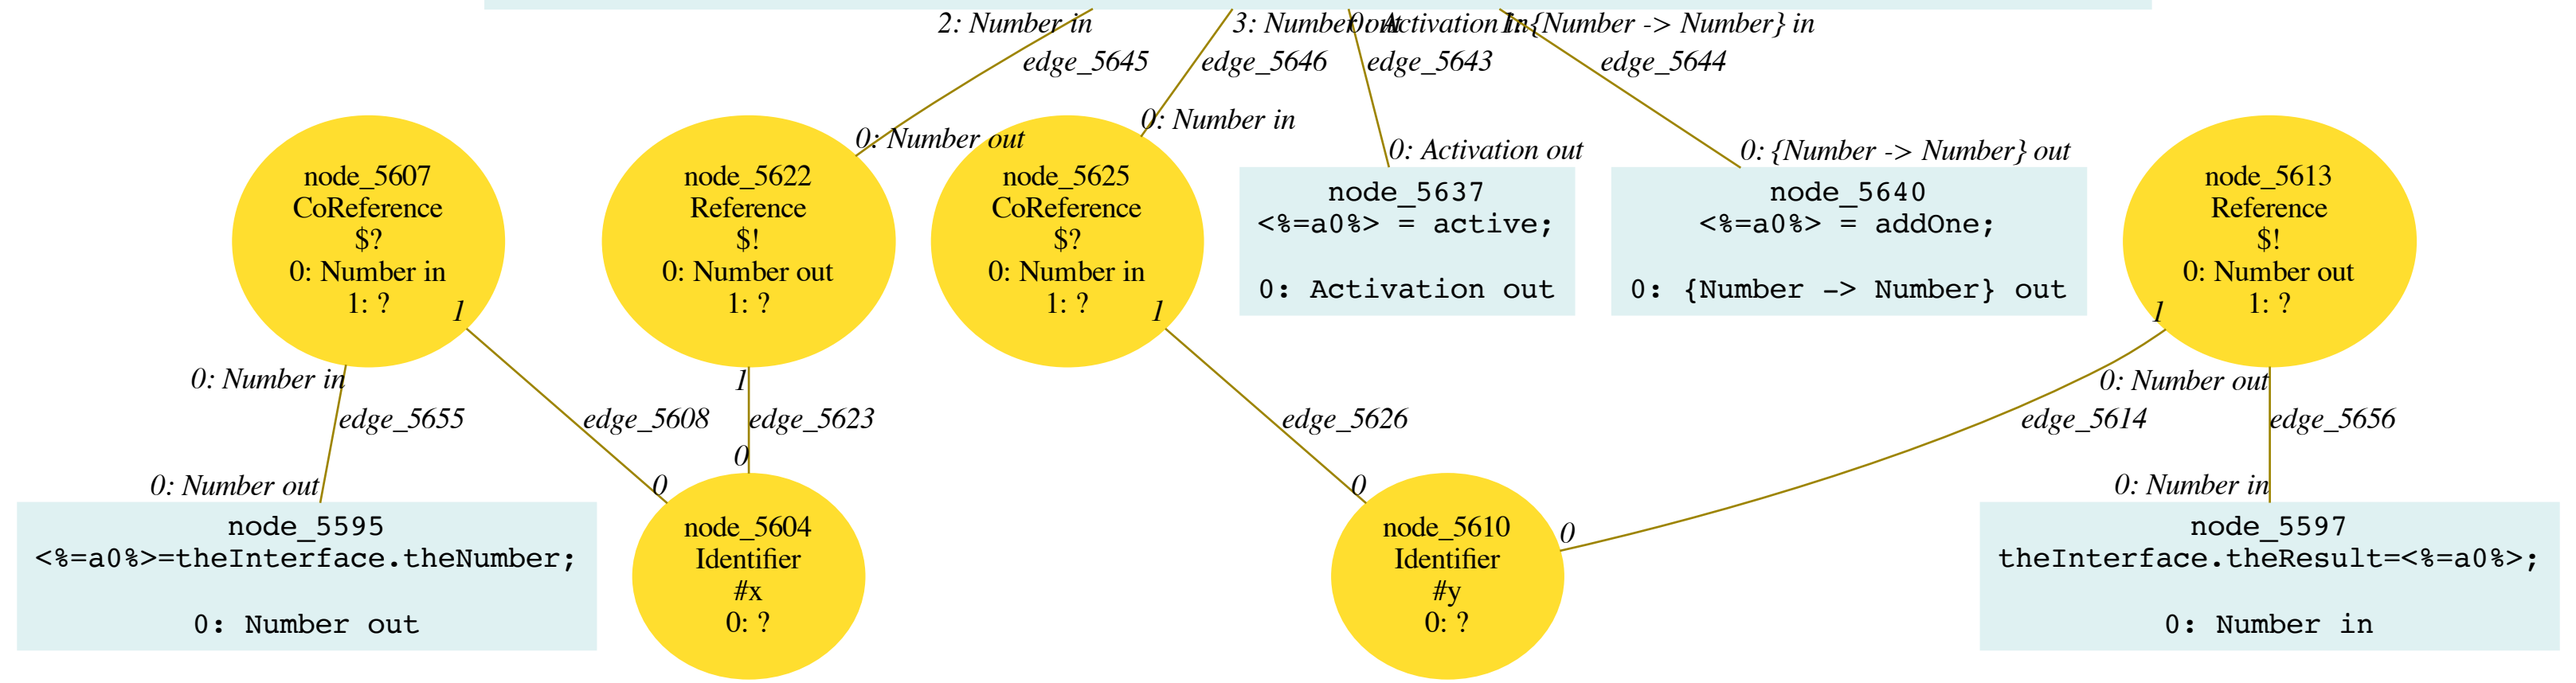 2: Number in
3: Number out
0: Activation in
1: {Number -> Number} in
edge_5645
edge_5646
edge_5643
edge_5644
0: Number out
0: Number in
0: Activation out
0: {Number -> Number} out
node_5607
CoReference
$?
0: Number in
1: ?
1
node_5622
Reference
$!
0: Number out
1: ?
node_5625
CoReference
$?
0: Number in
1: ?
1
node_5637
<%=a0%> = active;
0: Activation out
node_5640
<%=a0%> = addOne;
0: {Number -> Number} out
node_5613
Reference
$!
0: Number out
1: ?
1
0: Number in
1
0: Number out
edge_5655
edge_5608
edge_5623
edge_5626
edge_5614
edge_5656
0: Number out
0
0
0
0
0: Number in
node_5595
<%=a0%>=theInterface.theNumber;
0: Number out
node_5604
Identifier
#x
0: ?
node_5610
Identifier
#y
0: ?
node_5597
theInterface.theResult=<%=a0%>;
0: Number in